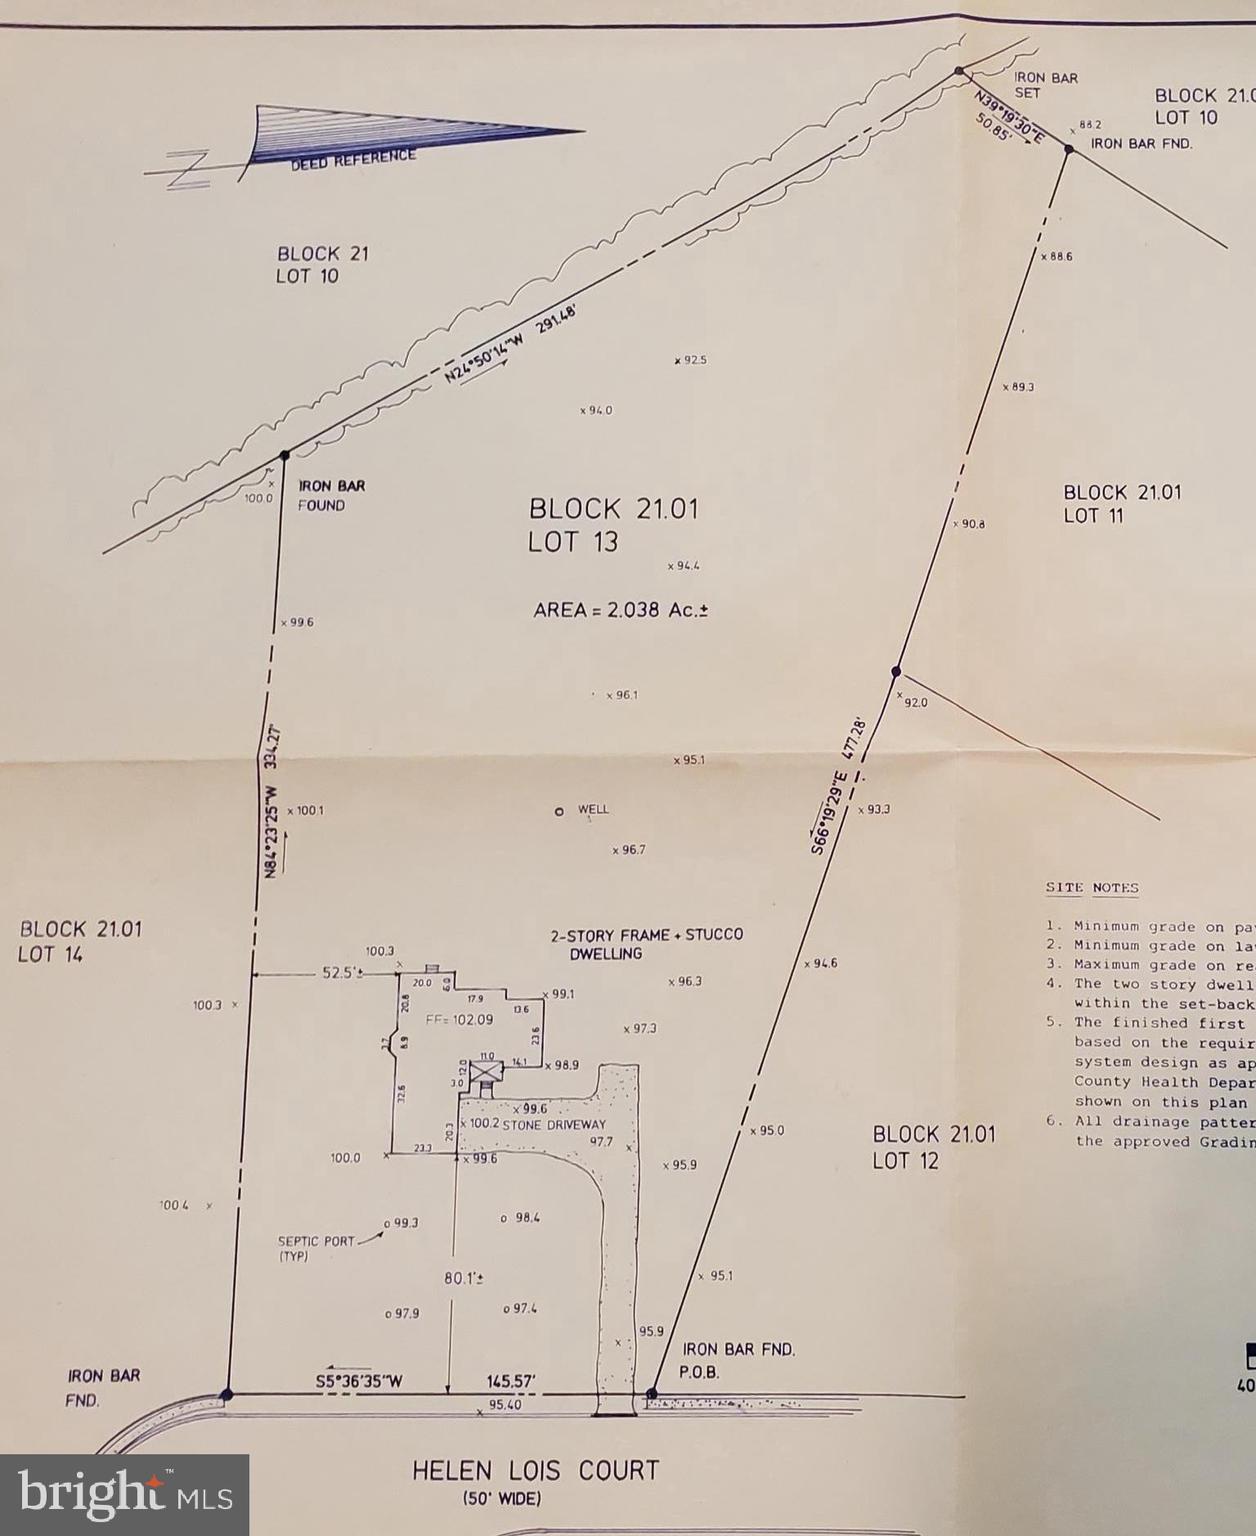 DEED REFERENCE
BLOCK 21
LOT 10
IRON BAR
SET
N39°19'30"E
50.85'
88.2
IRON BAR FND.
LOT 10
x 88.6
N24°50'14"W 291.48'
x 92.5
x 94.0
x 89.3
IRON BAR
FOUND
100.0
BLOCK 21.01
LOT 13
BLOCK 21.01
LOT 11
x 90.8
x 94.4
AREA = 2.038 Ac.±
x 99.6
x 96.1
92.0
N84°23'25"W 334.27'
x 95.1
S66°19'29"E 477.28'
x 100.1
WELL
x 93.3
x 96.7
SITE NOTES
1. Minimum grade on
2. Minimum grade on
3. Maximum grade on
4. The two story
within the set-back
5. The finished first
based on the
system design as
County Health
shown on this plan
6. All drainage
the approved
BLOCK 21.01
LOT 14
2-STORY FRAME + STUCCO
DWELLING
100.3
52.5'±
20.0
6.0
17.9
13.6
x 99.1
x 96.3
x 94.6
100.3 x
20.8
FF= 102.09
x 97.3
23.6
8.9
11.0
14.1
x 98.9
12.0
3.0
32.6
x 99.6
x 100.2 STONE DRIVEWAY
97.7
20.3
23.3
x 99.6
100.0
x 95.0
x 95.9
BLOCK 21.01
LOT 12
100.4 x
SEPTIC PORT
(TYP)
o 99.3
o 98.4
80.1'±
x 95.1
o 97.9
o 97.4
95.9
IRON BAR FND.
P.O.B.
IRON BAR
FND.
S5°36'35"W 145.57'
95.40
40
HELEN LOIS COURT
(50' WIDE)
bright MLS